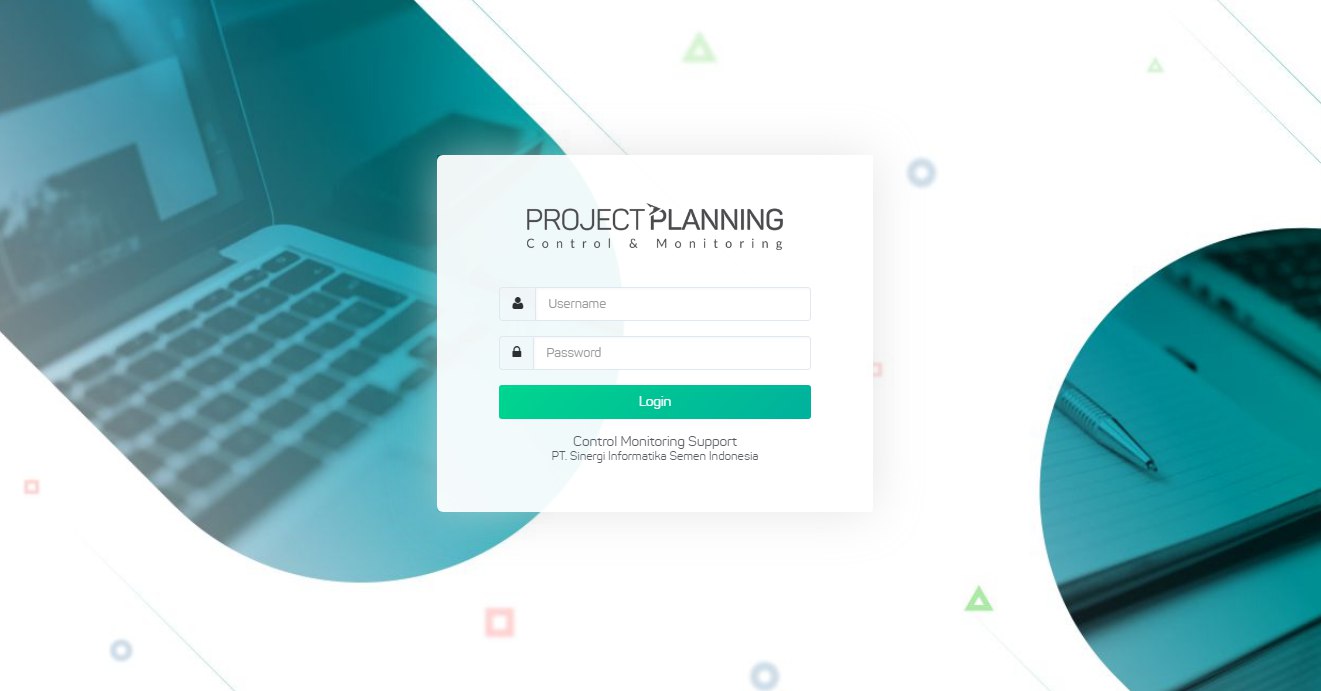 PROJECT PLANNING
Control & Monitoring
Username
Password
Login
Control Monitoring Support
PT. Sinergi Informatika Semen Indonesia